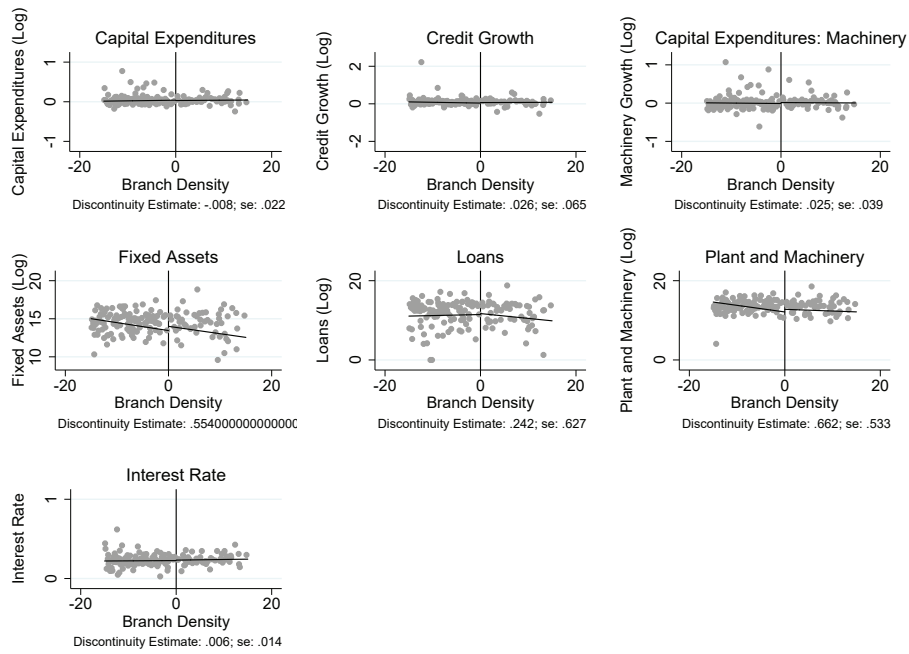 Capital Expenditures
Capital Expenditures (Log)
1
0
-1
-20 0 20
Branch Density
Discontinuity Estimate: -.008; se: .022
Credit Growth
Credit Growth (Log)
2
0
-2
-20 0 20
Branch Density
Discontinuity Estimate: .026; se: .065
Capital Expenditures: Machinery
Machinery Growth (Log)
1
0
-1
-20 0 20
Branch Density
Discontinuity Estimate: .025; se: .039
Fixed Assets
Fixed Assets (Log)
20
15
10
-20 0 20
Branch Density
Discontinuity Estimate: .554000000000000
Loans
Loans (Log)
20
0
-20 0 20
Branch Density
Discontinuity Estimate: .242; se: .627
Plant and Machinery
Plant and Machinery (Log)
20
0
-20 0 20
Branch Density
Discontinuity Estimate: .662; se: .533
Interest Rate
Interest Rate
1
0
-20 0 20
Branch Density
Discontinuity Estimate: .006; se: .014